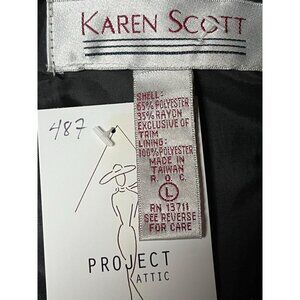 KAREN SCOTT
SHELL:
65% POLYESTER
35% RAYON
EXCLUSIVE OF
TRIM
LINING:
100% POLYESTER
MADE IN
TAIWAN
R. O. C.
L
RN 13711
SEE REVERSE
FOR CARE
487
PROJECT
ATTIC